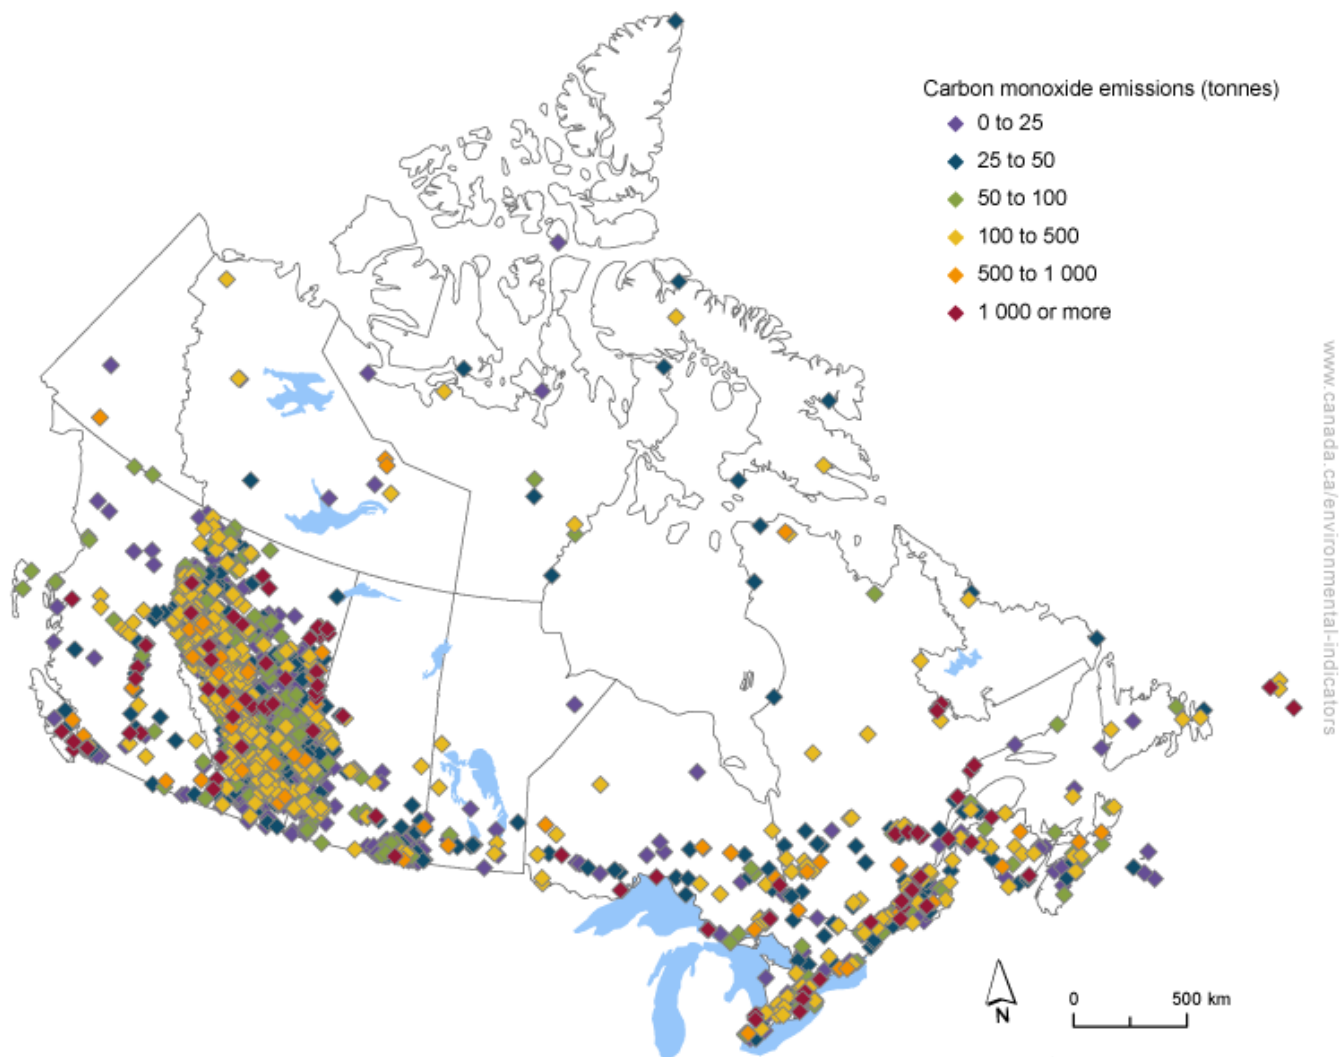 Carbon monoxide emissions (tonnes)
0 to 25
25 to 50
50 to 100
100 to 500
500 to 1 000
1 000 or more
www.canada.ca/environmental-indicators
N
0 500 km